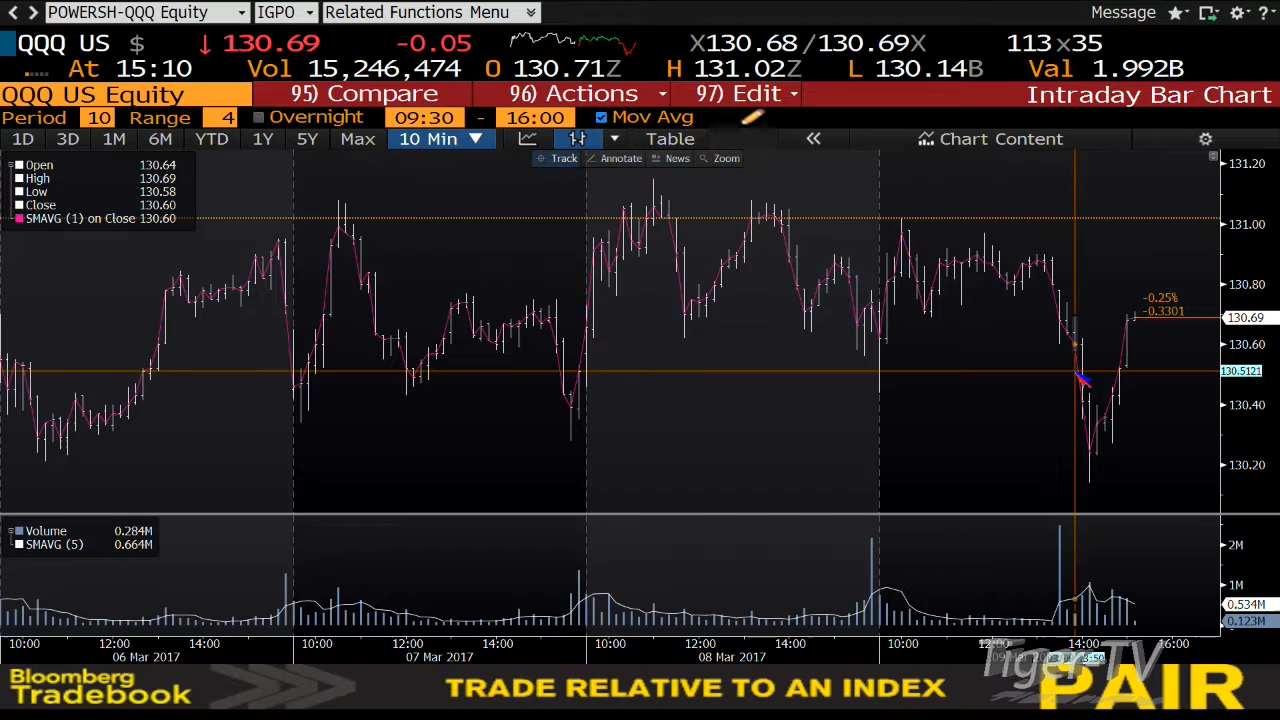 POWERSH-QQQ Equity IGPO Related Functions Menu Message ?
QQQ US $ ↓ 130.69 -0.05 X130.68/130.69X 113x35
At 15:10 Vol 15,246,474 O 130.71Z H 131.02Z L 130.14B Val 1.992B
QQQ US Equity 95) Compare 96) Actions 97) Edit Intraday Bar Chart
Period 10 Range 4 Overnight 09:30 - 16:00 Mov Avg
1D 3D 1M 6M YTD 1Y 5Y Max 10 Min ▼ Table « Chart Content
Track Annotate News Zoom
Open 130.64
High 130.69
Low 130.58
Close 130.60
SMAVG (1) on Close 130.60
131.20
131.00
130.80
-0.25%
-0.3301
130.69
130.60
130.5121
130.40
130.20
Volume 0.284M
SMAVG (5) 0.664M
2M
1M
0.534M
0.123M
10:00 12:00 14:00 10:00 12:00 14:00 10:00 12:00 14:00 10:00 12:00 14:00 16:00
06 Mar 2017 07 Mar 2017 08 Mar 2017 09 Mar
Tiger-TV
Bloomberg
Tradebook
TRADE RELATIVE TO AN INDEX
PAIR